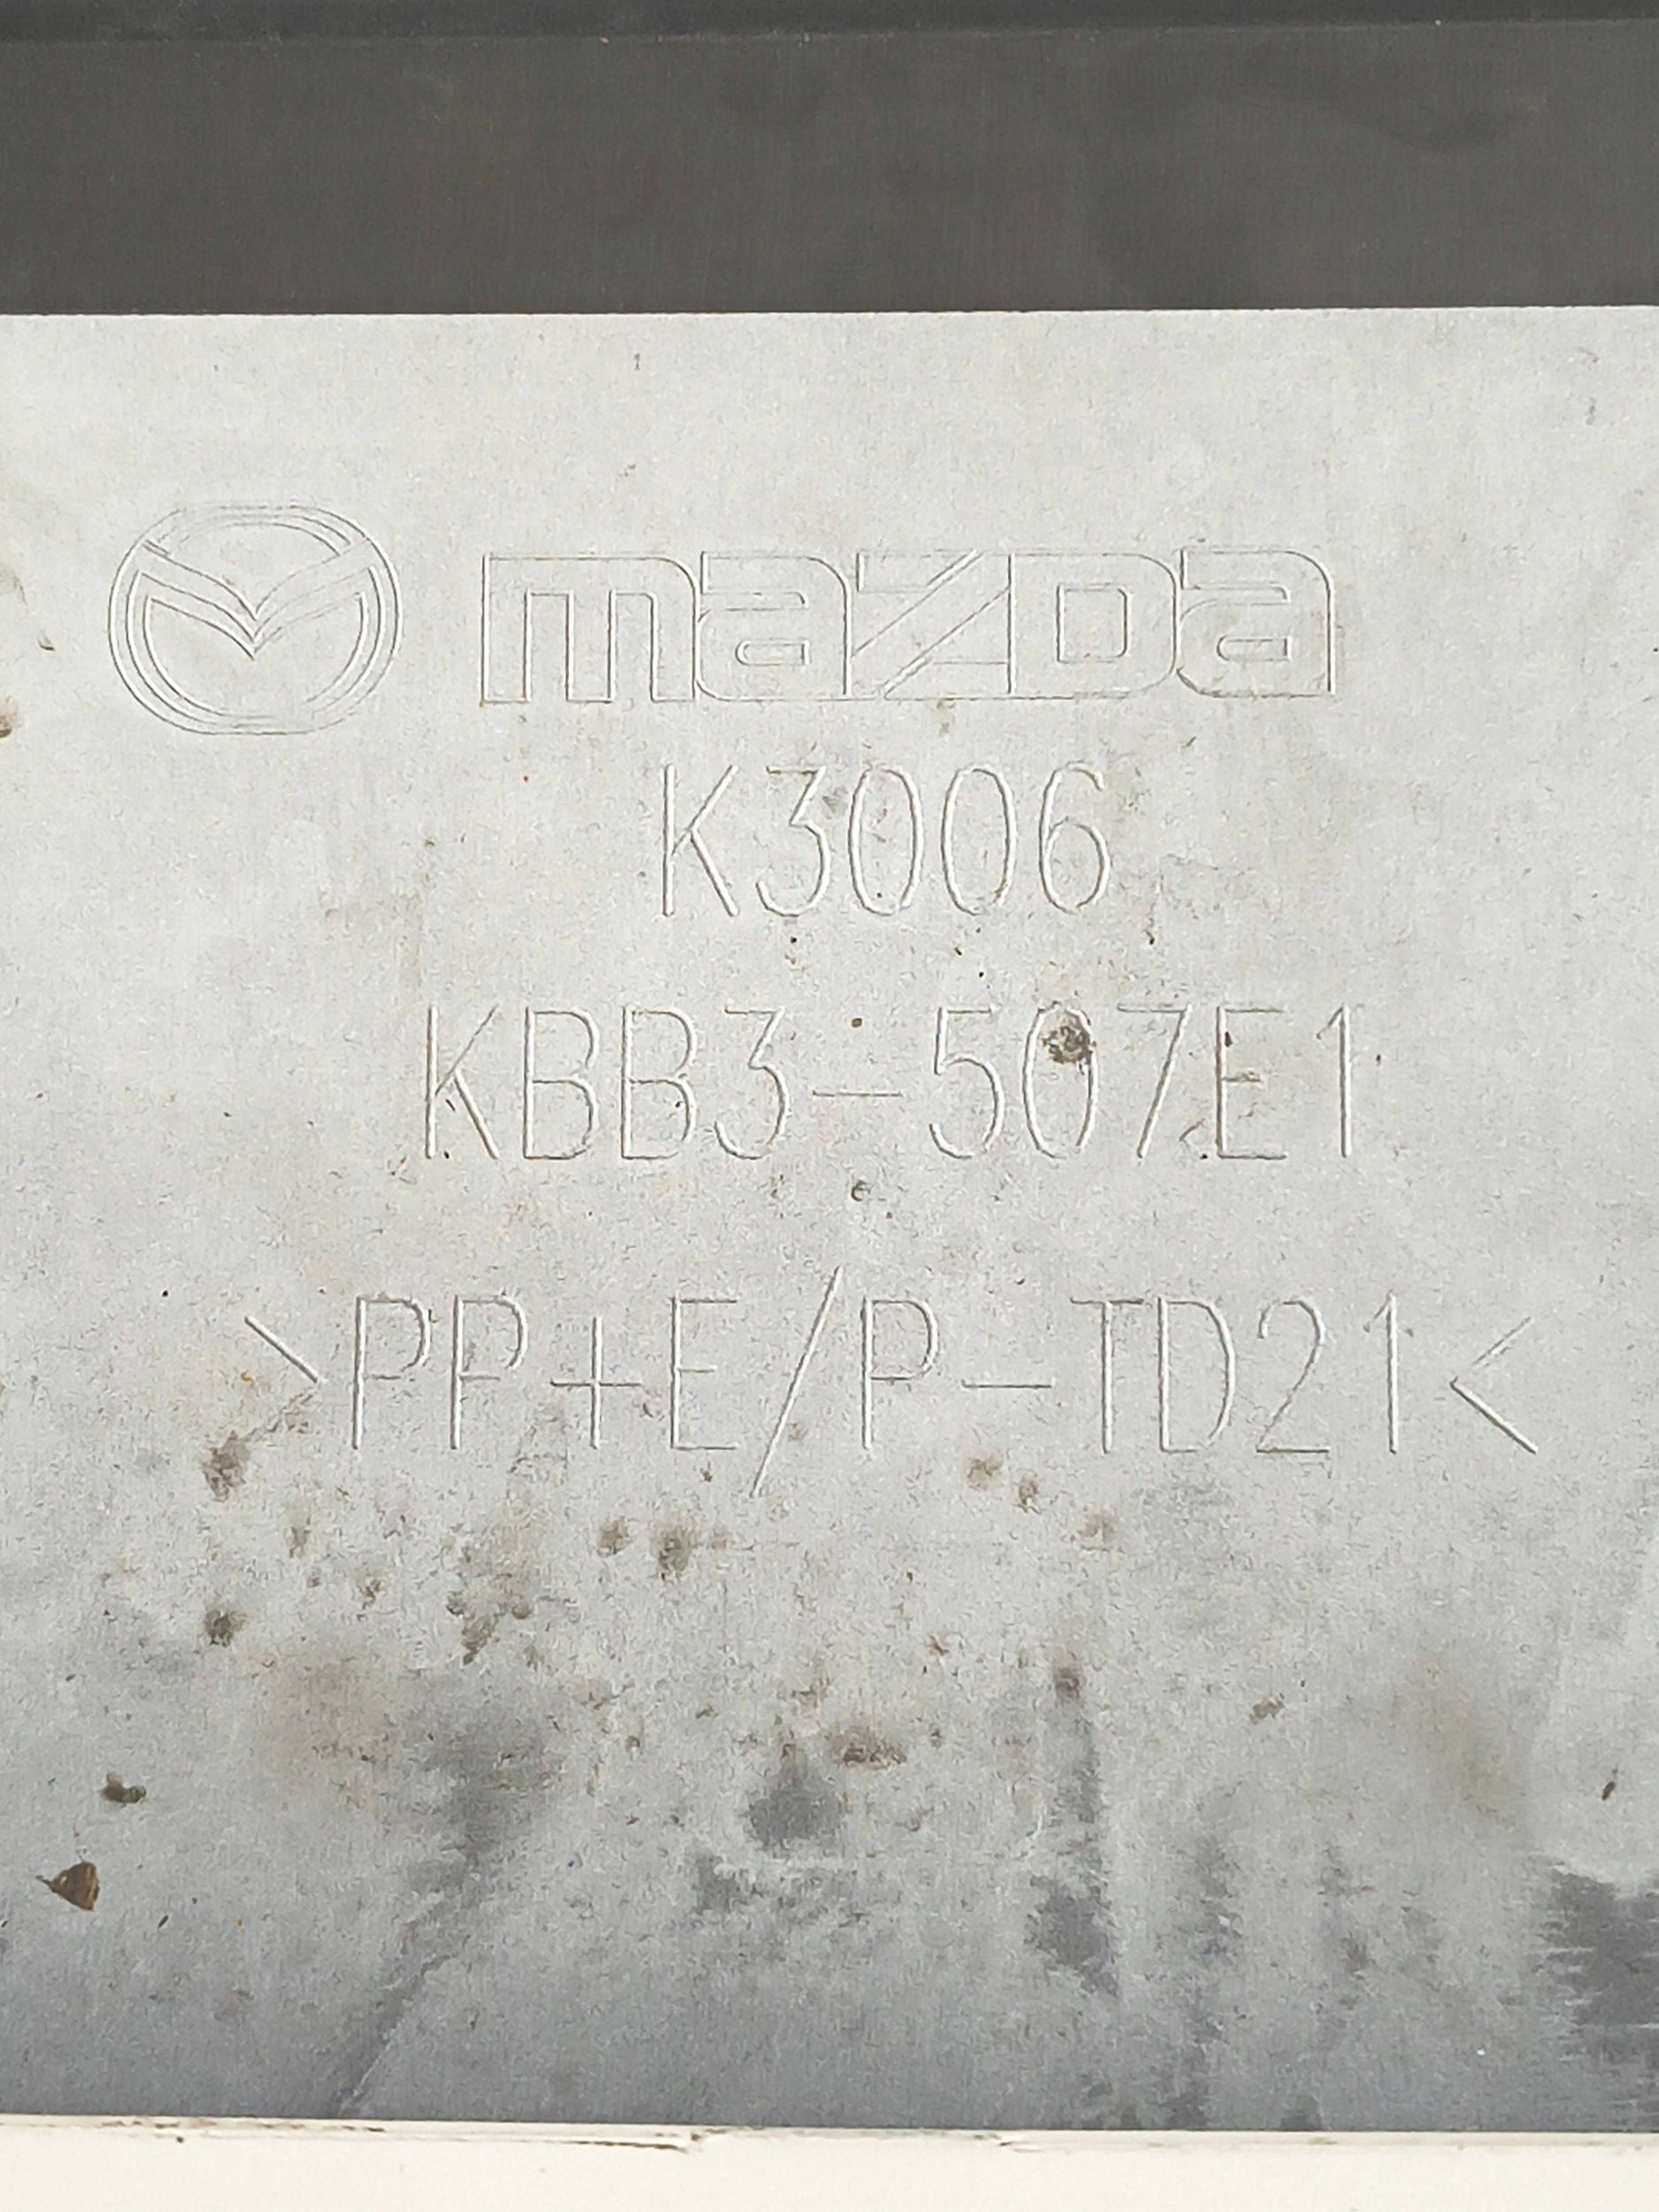 mazda
K3006
KBB3-507E1
>PP+E/P-TD21<